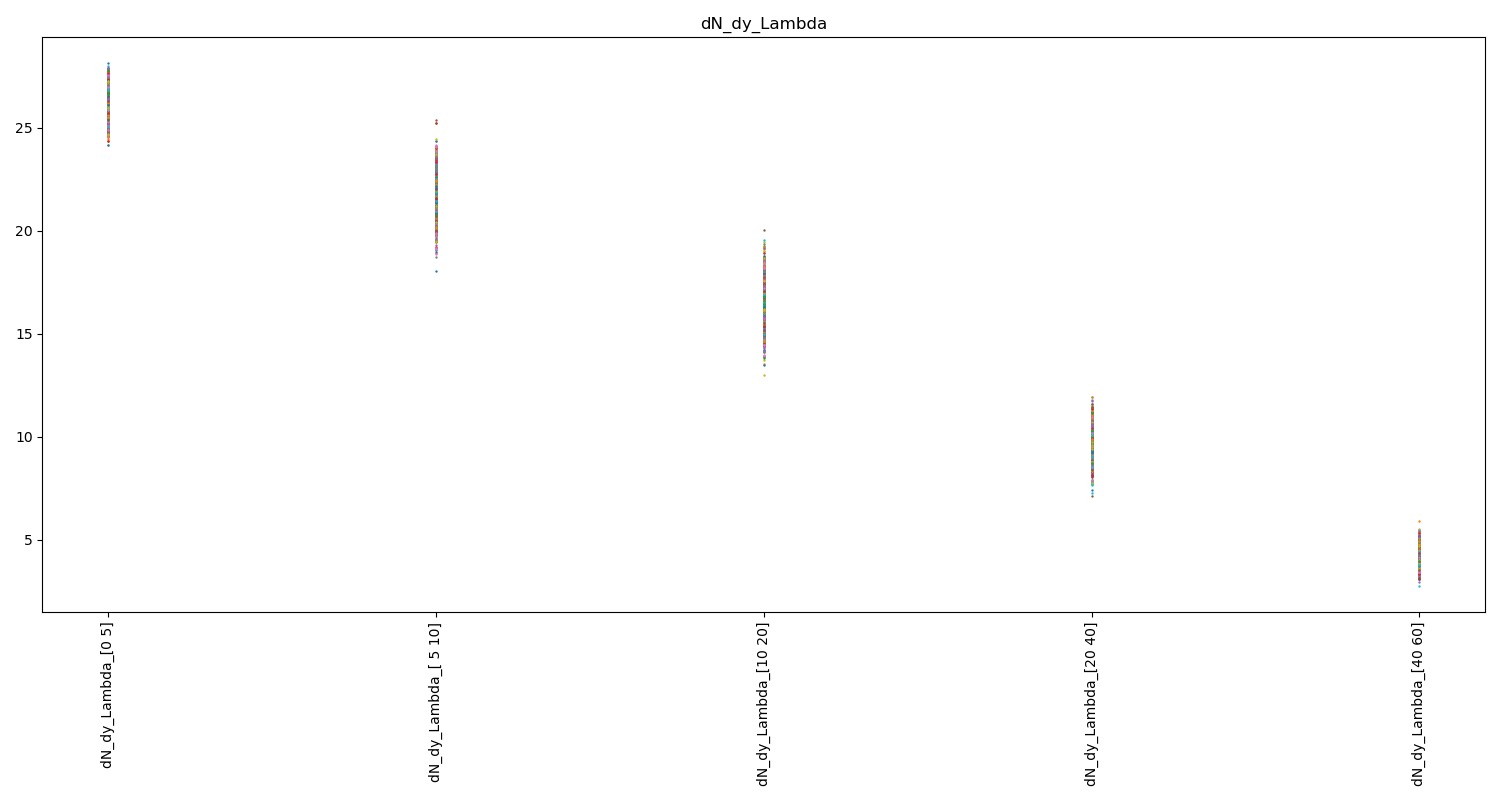 dN_dy_Lambda
25
20
15
10
5
dN_dy_Lambda_[0 5]
dN_dy_Lambda_[ 5 10]
dN_dy_Lambda_[10 20]
dN_dy_Lambda_[20 40]
dN_dy_Lambda_[40 60]